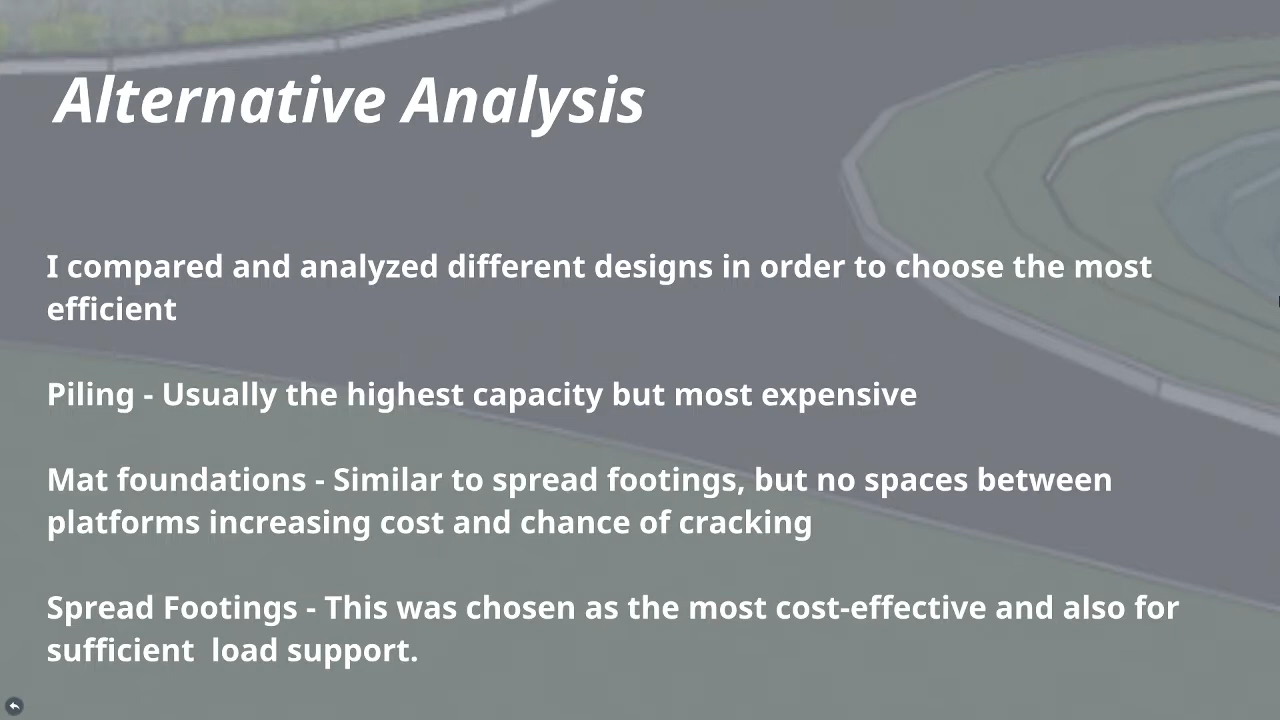 Alternative Analysis
I compared and analyzed different designs in order to choose the most
efficient
Piling - Usually the highest capacity but most expensive
Mat foundations - Similar to spread footings, but no spaces between
platforms increasing cost and chance of cracking
Spread Footings - This was chosen as the most cost-effective and also for
sufficient  load support.